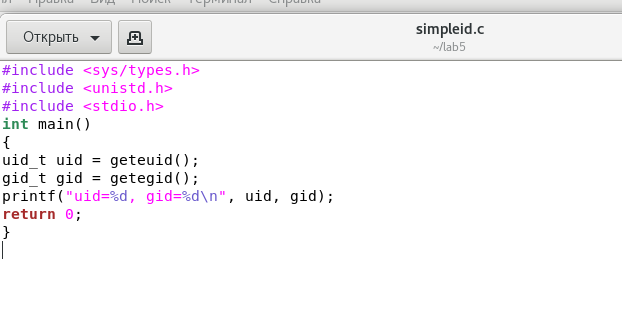 Правка Вид Поиск Терминал Справка
Открыть
simpleid.c
~/lab5
#include <sys/types.h>
#include <unistd.h>
#include <stdio.h>
int main()
{
uid_t uid = geteuid();
gid_t gid = getegid();
printf("uid=%d, gid=%d\n", uid, gid);
return 0;
}